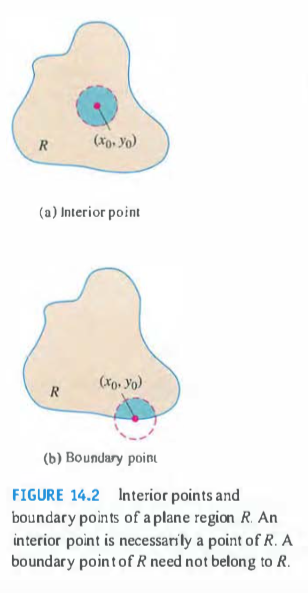 R
(x₀, y₀)
(a) Interior point
(x₀, y₀)
R
(b) Boundary point
FIGURE 14.2 Interior points and
boundary points of a plane region R. An
interior point is necessarily a point of R. A
boundary point of R need not belong to R.